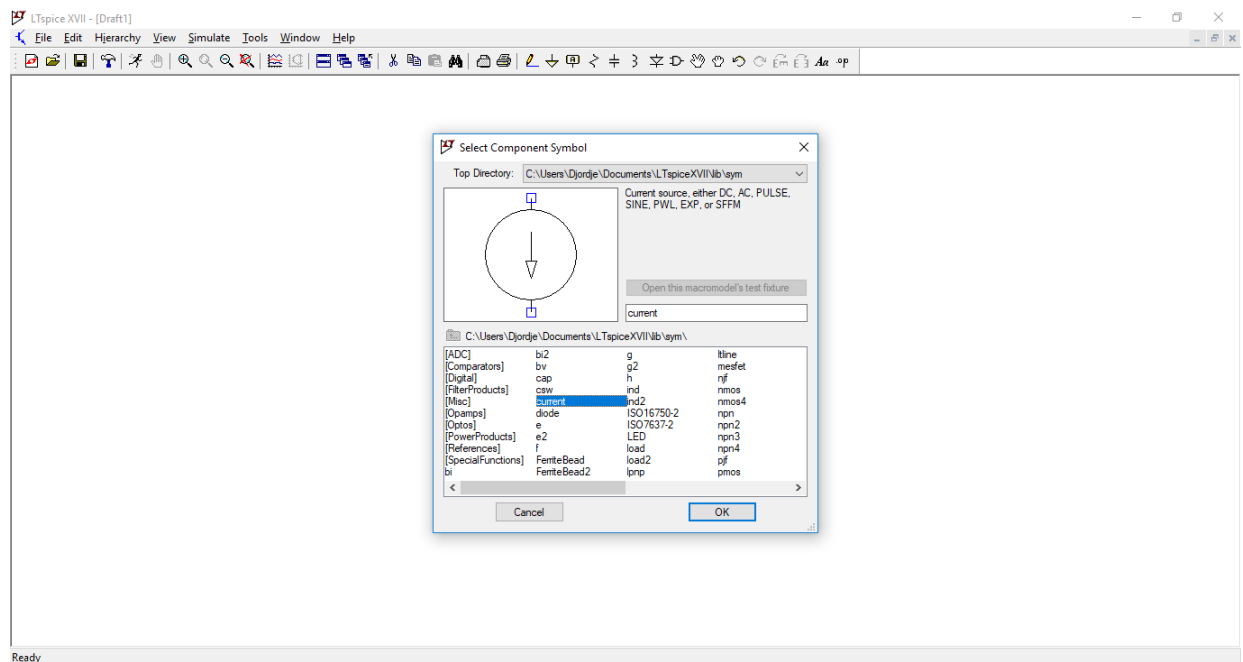 LTspice XVII - [Draft1]
File Edit Hierarchy View Simulate Tools Window Help
Aa .op
Select Component Symbol
Top Directory: C:\Users\Djordje\Documents\LTspiceXVII\lib\sym
Current source, either DC, AC, PULSE,
SINE, PWL, EXP, or SFFM
Open this macromodel's test fixture
current
C:\Users\Djordje\Documents\LTspiceXVII\lib\sym\
[ADC] bi2 g ltline
[Comparators] bv g2 mesfet
[Digital] cap h njf
[FilterProducts] csw ind nmos
[Misc] current ind2 nmos4
[Opamps] diode ISO16750-2 npn
[Optos] e ISO7637-2 npn2
[PowerProducts] e2 LED npn3
[References] f load npn4
[SpecialFunctions] FerriteBead load2 pjf
bi FerriteBead2 lpnp pmos
Cancel OK
Ready